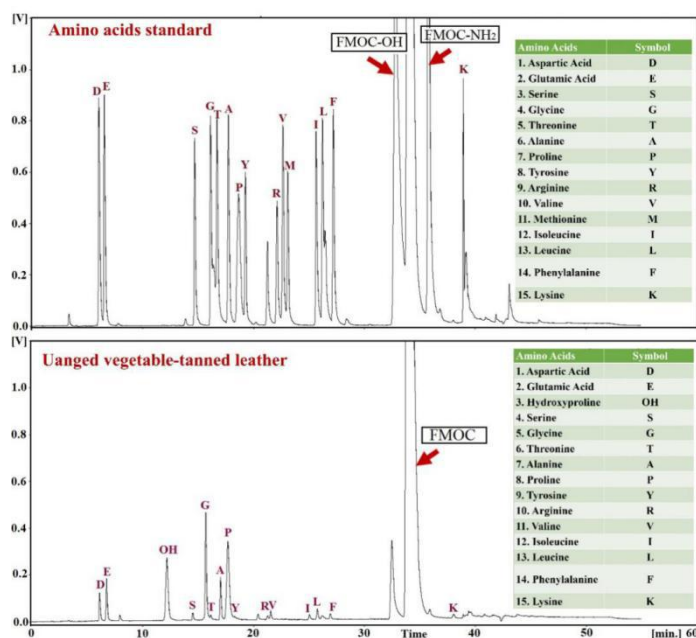 [V]
Amino acids standard
FMOC-OH
FMOC-NH₂
1.0
0.8
0.6
0.4
0.2
0.0
D
E
S
G
T
A
P
Y
R
V
M
I
L
F
K
Amino Acids Symbol
1. Aspartic Acid D
2. Glutamic Acid E
3. Serine S
4. Glycine G
5. Threonine T
6. Alanine A
7. Proline P
8. Tyrosine Y
9. Arginine R
10. Valine V
11. Methionine M
12. Isoleucine I
13. Leucine L
14. Phenylalanine F
15. Lysine K
[V]
Uanged vegetable-tanned leather
FMOC
1.0
0.8
0.6
0.4
0.2
0.0
D
E
OH
S
G
T
A
P
Y
R
V
I
L
F
K
Amino Acids Symbol
1. Aspartic Acid D
2. Glutamic Acid E
3. Hydroxyproline OH
4. Serine S
5. Glycine G
6. Threonine T
7. Alanine A
8. Proline P
9. Tyrosine Y
10. Arginine R
11. Valine V
12. Isoleucine I
13. Leucine L
14. Phenylalanine F
15. Lysine K
0 10 20 30 Time 40 50 [min.] 60